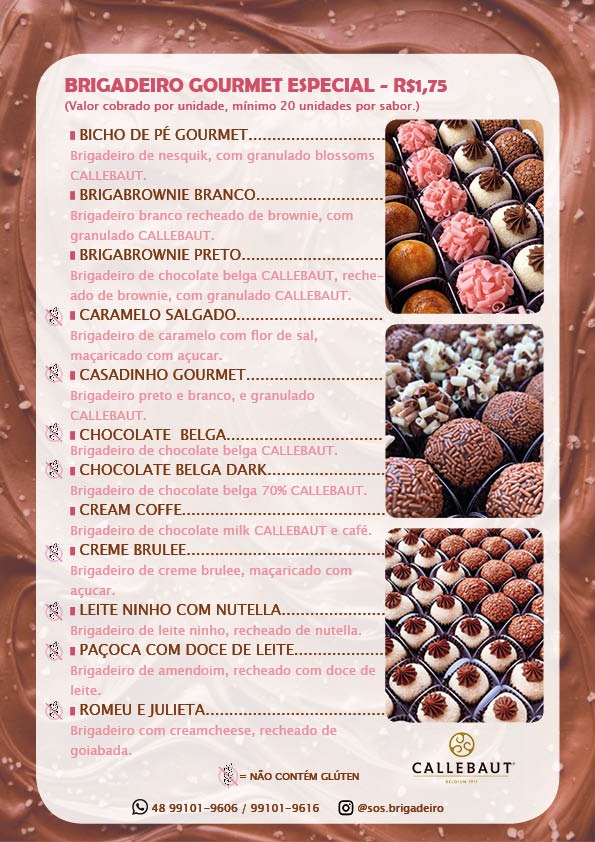 BRIGADEIRO GOURMET ESPECIAL - R$1,75
(Valor cobrado por unidade, mínimo 20 unidades por sabor.)
BICHO DE PÉ GOURMET........................
Brigadeiro de nesquik, com granulado blossoms
CALLEBAUT.
BRIGABROWNIE BRANCO......................
Brigadeiro branco recheado de brownie, com
granulado CALLEBAUT.
BRIGABROWNIE PRETO.........................
Brigadeiro de chocolate belga CALLEBAUT, reche-
ado de brownie, com granulado CALLEBAUT.
CARAMELO SALGADO..........................
Brigadeiro de caramelo com flor de sal,
maçaricado com açucar.
CASADINHO GOURMET........................
Brigadeiro preto e branco, e granulado
CALLEBAUT.
CHOCOLATE  BELGA............................
Brigadeiro de chocolate belga CALLEBAUT.
CHOCOLATE BELGA DARK....................
Brigadeiro de chocolate belga 70% CALLEBAUT.
CREAM COFFE...................................
Brigadeiro de chocolate milk CALLEBAUT e café.
CREME BRULEE..................................
Brigadeiro de creme brulee, maçaricado com
açucar.
LEITE NINHO COM NUTELLA..................
Brigadeiro de leite ninho, recheado de nutella.
PAÇOCA COM DOCE DE LEITE...............
Brigadeiro de amendoim, recheado com doce de
leite.
ROMEU E JULIETA...............................
Brigadeiro com creamcheese, recheado de
goiabada.
= NÃO CONTÉM GLÚTEN
CALLEBAUT®
BELGIUM 1911
48 99101-9606 / 99101-9616 @sos.brigadeiro